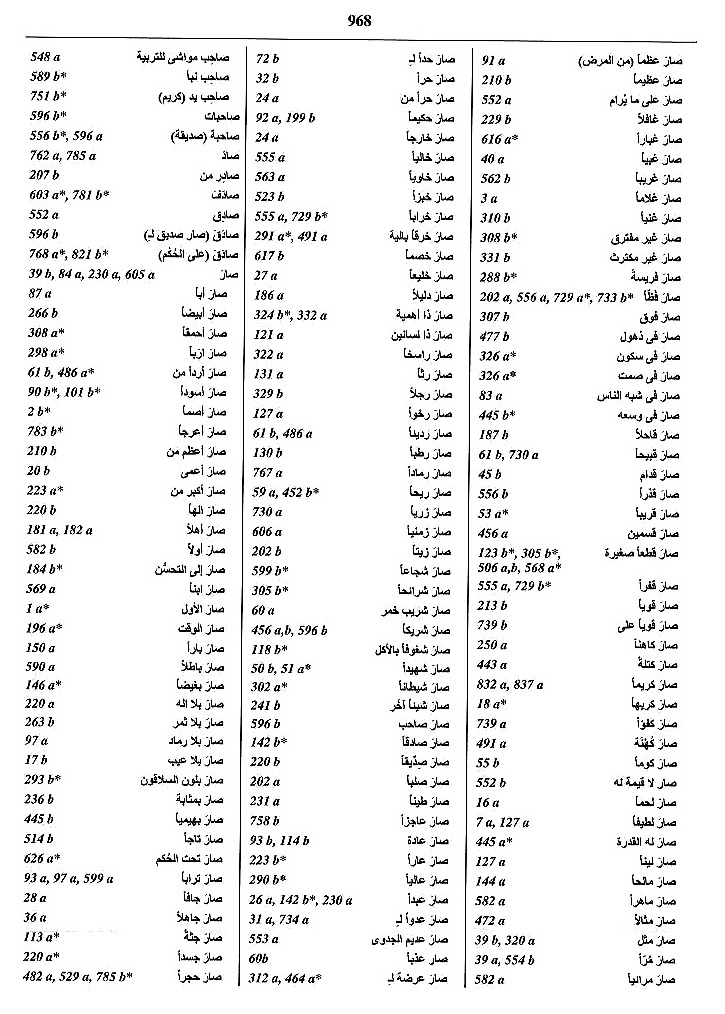 968
548 a صاحِب مواشى للتربية
589 b* صاحِب نبأ
751 b* صاحِب يد (كريم)
596 b* صاحبات
556 b*, 596 a صاحبة (صديقة)
762 a, 785 a صادَ
207 b صادِر من
603 a*, 781 b* صادَفَ
552 a صادِق
596 b صادَقَ (صار صديق لـِ)
768 a*, 821 b* صادَقَ (على الحُكم)
39 b, 84 a, 230 a, 605 a صارَ
87 a صارَ أباً
266 b صارَ أبيضاً
308 a* صارَ أحمقاً
298 a* صارَ ارَباً
61 b, 486 a* صارَ أردأ من
90 b*, 101 b* صارَ أسوداً
2 b* صارَ أصماً
783 b* صارَ أعرجاً
210 b صارَ أعظم مَن
20 b صارَ أعمى
223 a* صارَ أكبر من
220 b صارَ الهاً
181 a, 182 a صارَ أهلاً
582 b صارَ أولاً
184 b* صارَ إلى التحسُّن
569 a صارَ ابناً
1 a* صارَ الأول
196 a* صارَ الوقت
150 a صارَ باراً
590 a صارَ باطلاً
146 a* صارَ بغيضاً
220 a صارَ بلا اله
263 b صارَ بلا ثمر
97 a صارَ بلا رماد
17 b صارَ بلا عيب
293 b* صارَ بلون السلاقون
236 b صارَ بمثابة
445 b صارَ بهيمياً
514 b صارَ تاجاً
626 a* صارَ تحت الحُكم
93 a, 97 a, 599 a صارَ تراباً
28 a صارَ جافاً
36 a صارَ جاهلاً
113 a* صارَ جثة
220 a* صارَ جسداً
482 a, 529 a, 785 b* صارَ حجراً
72 b صارَ حداً لـِ
32 b صارَ حراً
24 a صارَ حراً من
92 a, 199 b صارَ حكيماً
24 a صارَ خارجاً
555 a صارَ خالياً
563 a صارَ خاوياً
523 b صارَ خبزاً
555 a, 729 b* صارَ خراباً
291 a*, 491 a صارَ خرقاً بالية
617 b صارَ خصماً
27 a صارَ خليعاً
186 a صارَ دليلاً
324 b*, 332 a صارَ ذا أهمية
121 a صارَ ذا لسانين
322 a صارَ راسخاً
131 a صارَ رثاً
329 b صارَ رجلاً
127 a صارَ رخواً
61 b, 486 a صارَ رديئاً
130 b صارَ رطباً
767 a صارَ رماداً
59 a, 452 b* صارَ ريحاً
730 a صارَ زرياً
606 a صارَ زمنياً
202 b صارَ زيتاً
599 b* صارَ شجاعاً
305 b* صارَ شرائحاً
60 a صارَ شريب خمر
456 a,b, 596 b صارَ شريكاً
118 b* صارَ شغوفاً بالأكل
50 b, 51 a* صارَ شهيداً
302 a* صارَ شيطاناً
241 b صارَ شيئاً آخر
596 b صارَ صاحب
142 b* صارَ صادقاً
220 b صارَ صدِّيقاً
202 a صارَ صلباً
231 a صارَ طيناً
758 b صارَ عاجزاً
93 b, 114 b صارَ عادة
223 b* صارَ عاراً
290 b* صارَ عالياً
26 a, 142 b*, 230 a صارَ عبداً
31 a, 734 a صارَ عدواً لـِ
553 a صارَ عديم الجدوى
60b صارَ عذباً
312 a, 464 a* صارَ عرضة لـِ
91 a صارَ عظماً (من المرض)
210 b صارَ عظيماً
552 a صارَ على ما يُرام
229 b صارَ غافلاً
616 a* صارَ غباراً
40 a صارَ غبياً
562 b صارَ غريباً
3 a صارَ غلاماً
310 b صارَ غنياً
308 b* صارَ غير مفترق
331 b صارَ غير مكترث
288 b* صارَ فريسةً
202 a, 556 a, 729 a*, 733 b* صارَ فظّاً
307 b صارَ فوق
477 b صارَ فى ذهول
326 a* صارَ فى سكون
326 a* صارَ فى صمت
83 a صارَ فى شبه الناس
445 b* صارَ فى وسعه
187 b صارَ قاحلاً
61 b, 730 a صارَ قبيحاً
45 b صارَ قدام
556 b صارَ قذراً
53 a* صارَ قريباً
456 a صارَ قسمين
123 b*, 305 b*, صارَ قطعاً صغيرة
506 a,b, 568 a*
555 a, 729 b* صارَ قفراً
213 b صارَ قوياً
739 b صارَ قوياً على
250 a صارَ كاهناً
443 a صارَ كتلةً
832 a, 837 a صارَ كريماً
18 a* صارَ كريهاً
739 a صارَ كفؤاً
491 a صارَ كُهْنَة
55 b صارَ كوماً
552 b صارَ لا قيمة له
16 a صارَ لحماً
7 a, 127 a صارَ لطيفاً
445 a* صارَ له القدرة
127 a صارَ ليناً
144 a صارَ مالحاً
582 a صارَ ماهراً
472 a صارَ مثالاً
39 b, 320 a صارَ مثل
39 a, 554 b صارَ مُرّاً
582 a صارَ مرائياً